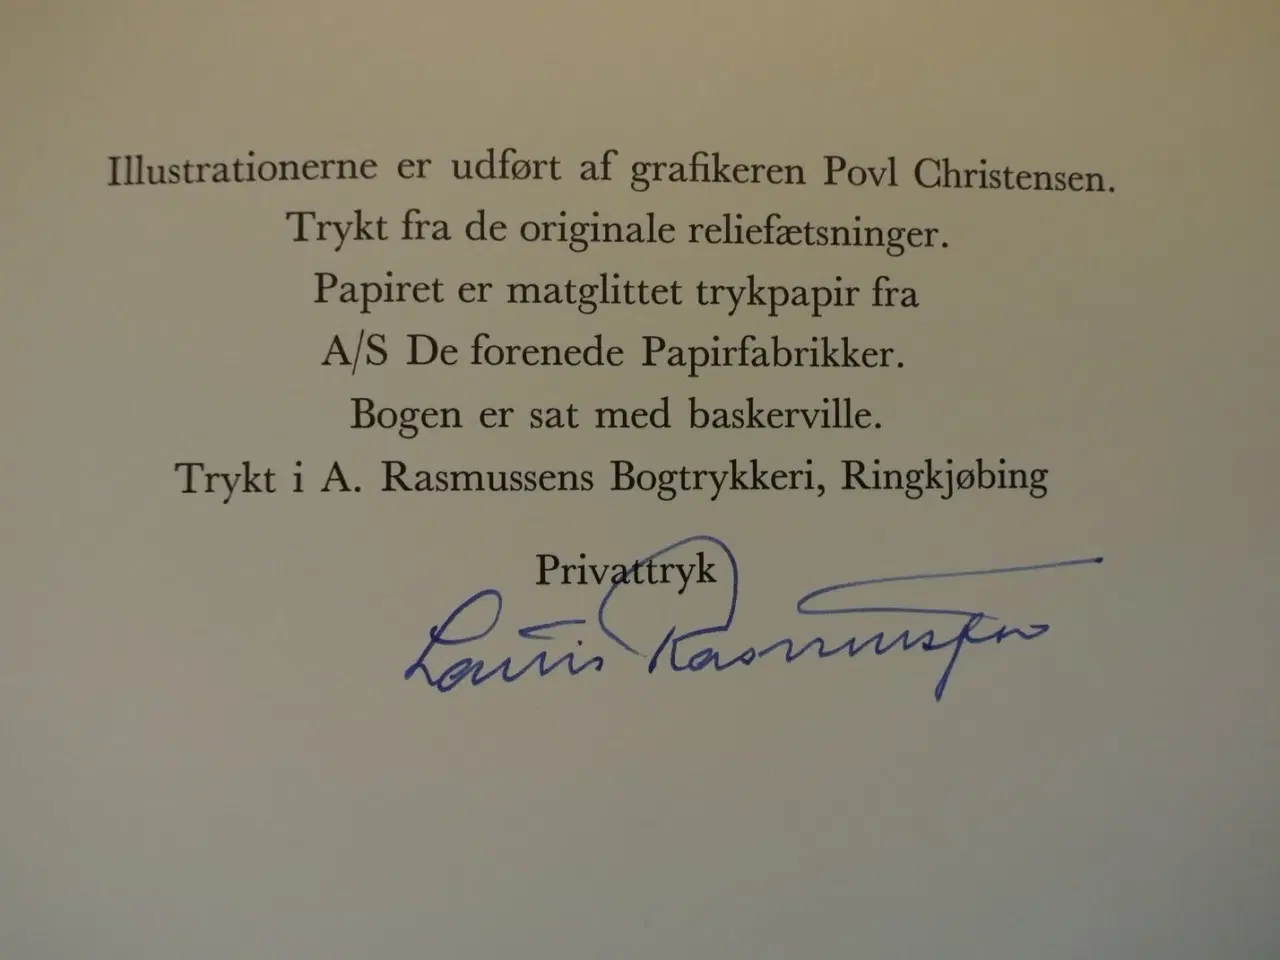 Illustrationerne er udført af grafikeren Povl Christensen.
Trykt fra de originale reliefætsninger.
Papiret er matglittet trykpapir fra
A/S De forenede Papirfabrikker.
Bogen er sat med baskerville.
Trykt i A. Rasmussens Bogtrykkeri, Ringkjøbing
Privattryk
Rasmussen